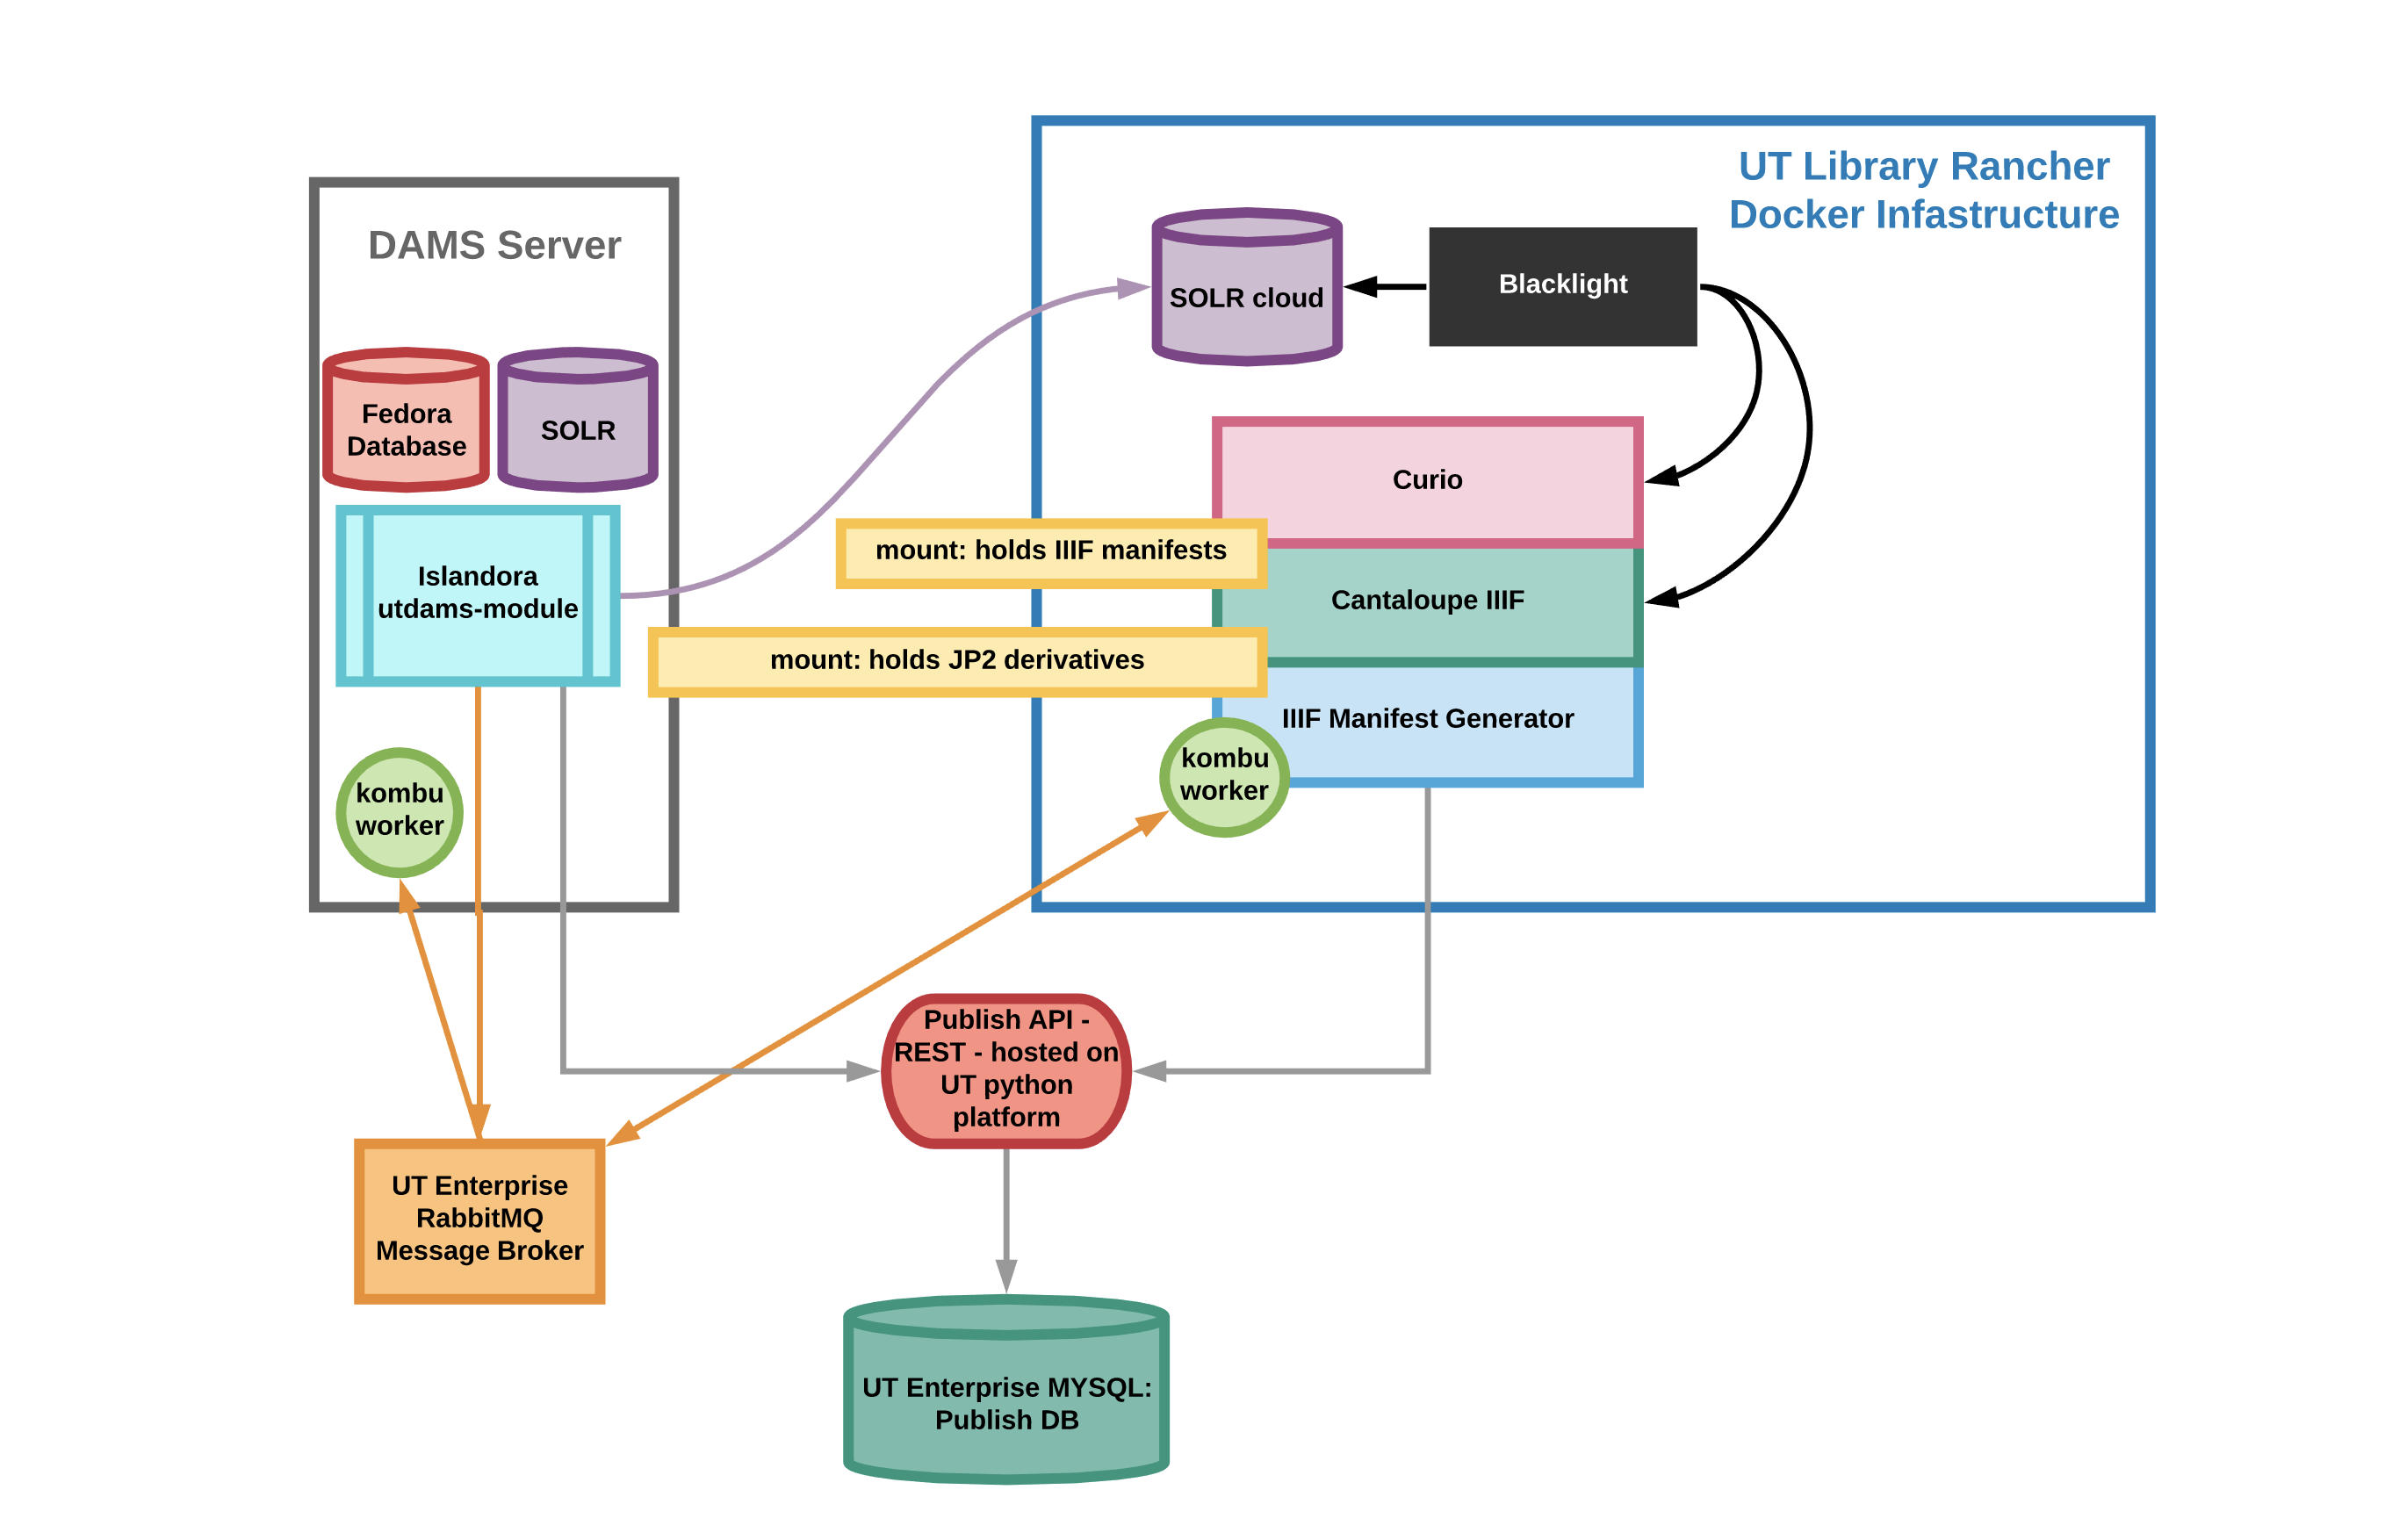 UT Library Rancher
Docker Infastructure
DAMS Server
SOLR cloud
Blacklight
Fedora
Database
SOLR
Curio
mount: holds IIIF manifests
Islandora
utdams-module
Cantaloupe IIIF
mount: holds JP2 derivatives
IIIF Manifest Generator
kombu
worker
kombu
worker
Publish API -
REST - hosted on
UT python
platform
UT Enterprise
RabbitMQ
Message Broker
UT Enterprise MYSQL:
Publish DB